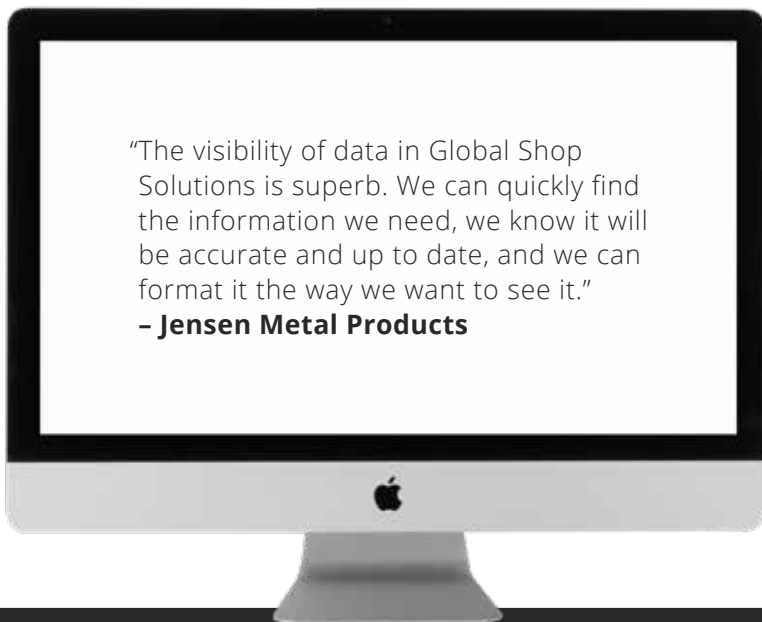 “The visibility of data in Global Shop
Solutions is superb. We can quickly find
the information we need, we know it will
be accurate and up to date, and we can
format it the way we want to see it.”
– Jensen Metal Products